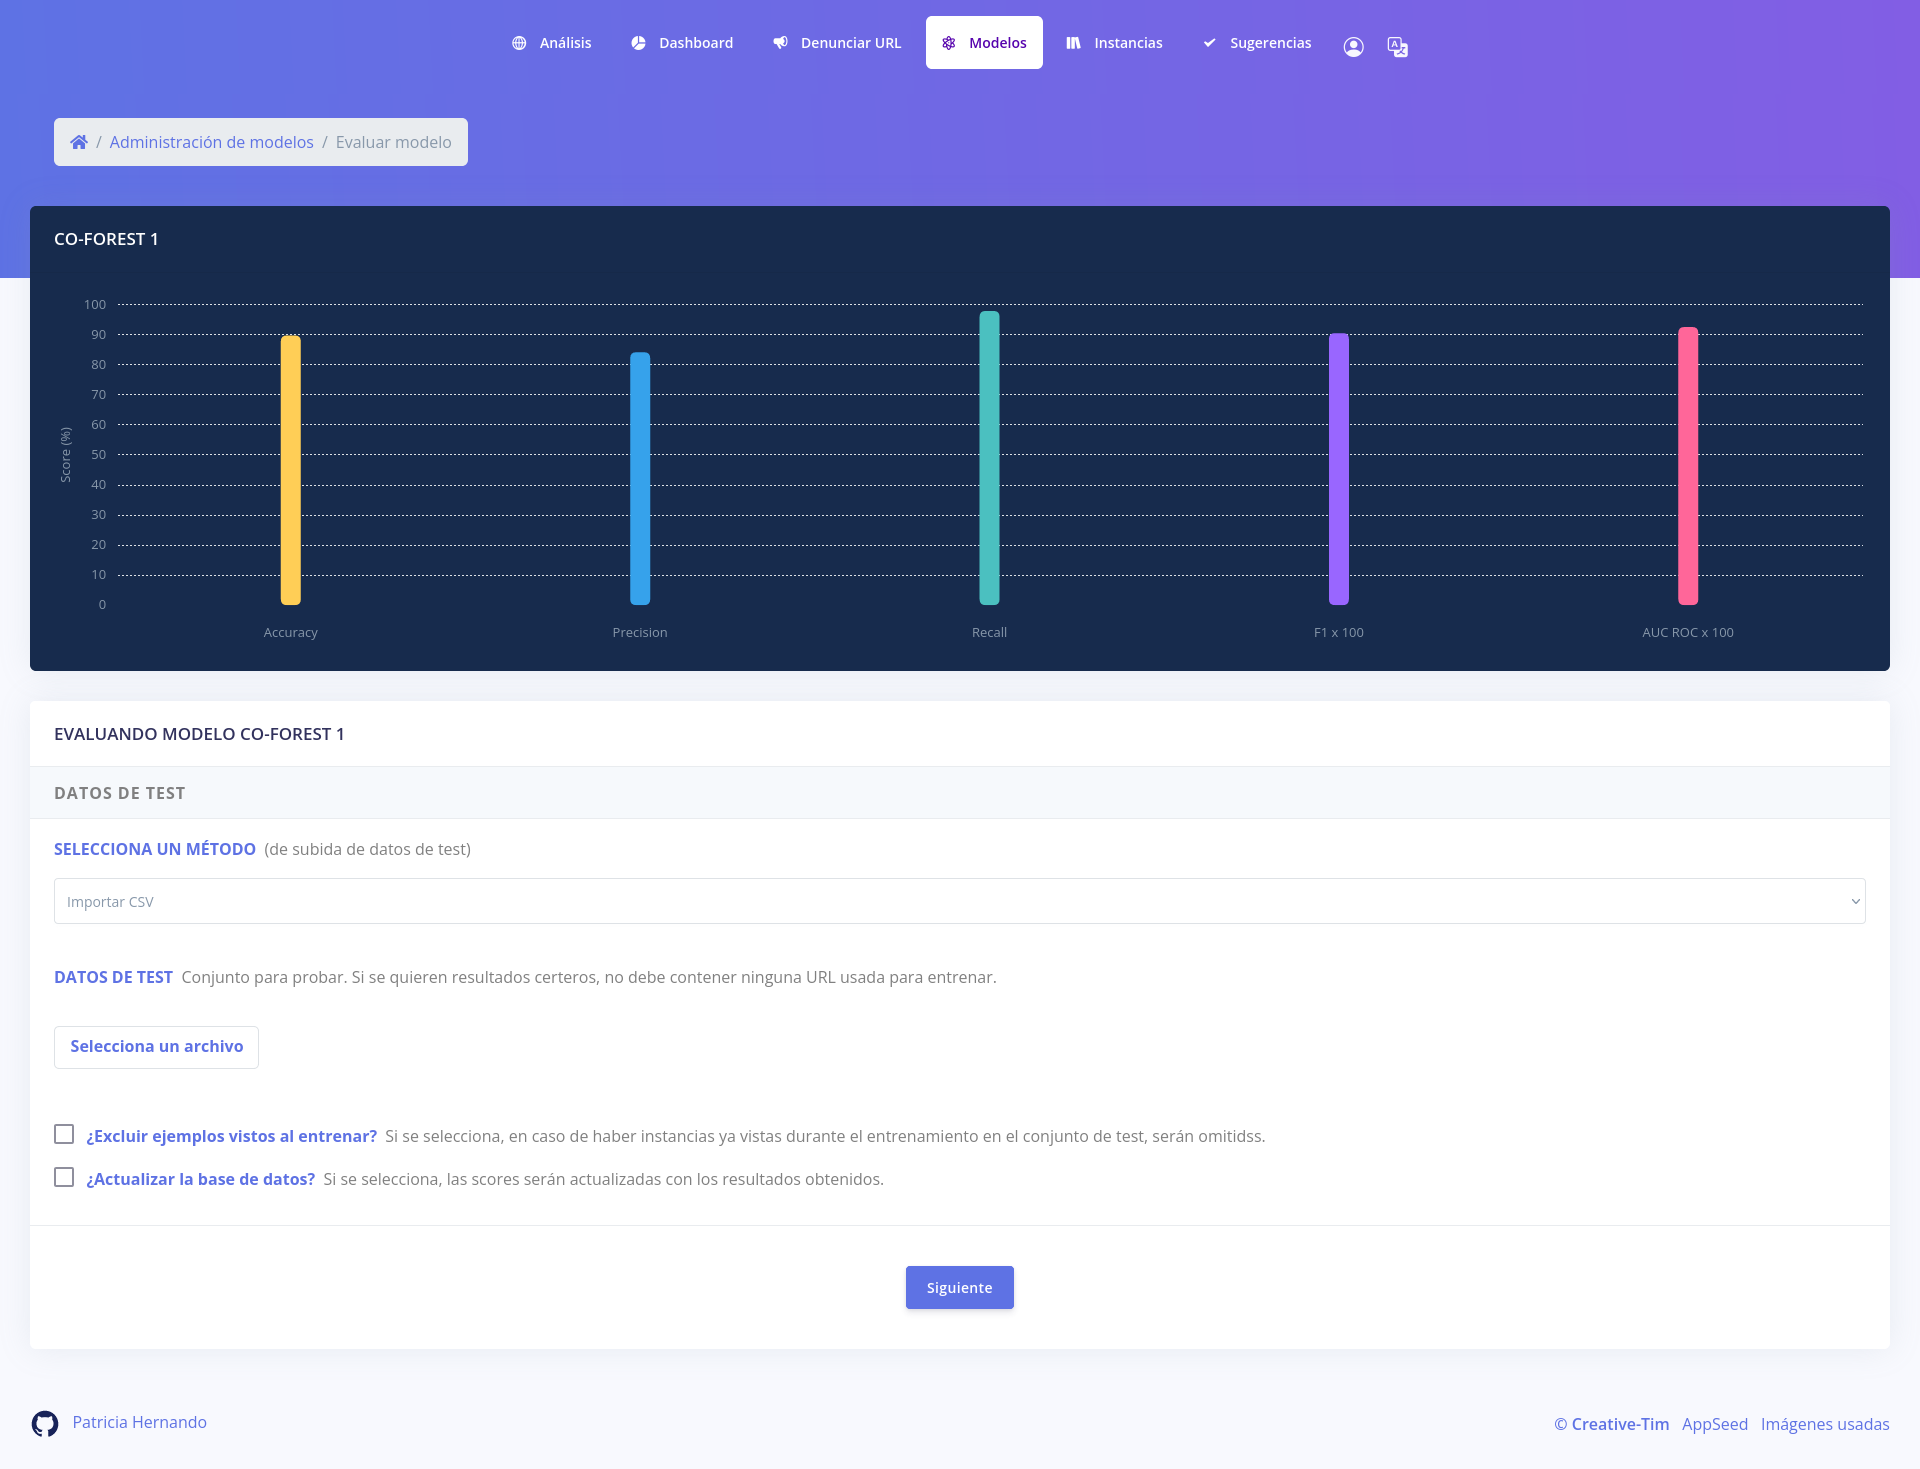 Análisis Dashboard Denunciar URL Modelos Instancias Sugerencias
/ Administración de modelos / Evaluar modelo
CO-FOREST 1
100
90
80
70
60
50
40
30
20
10
0
Score (%)
Accuracy Precision Recall F1 x 100 AUC ROC x 100
EVALUANDO MODELO CO-FOREST 1
DATOS DE TEST
SELECCIONA UN MÉTODO (de subida de datos de test)
Importar CSV
DATOS DE TEST Conjunto para probar. Si se quieren resultados certeros, no debe contener ninguna URL usada para entrenar.
Selecciona un archivo
¿Excluir ejemplos vistos al entrenar? Si se selecciona, en caso de haber instancias ya vistas durante el entrenamiento en el conjunto de test, serán omitidss.
¿Actualizar la base de datos? Si se selecciona, las scores serán actualizadas con los resultados obtenidos.
Siguiente
Patricia Hernando
© Creative-Tim AppSeed Imágenes usadas